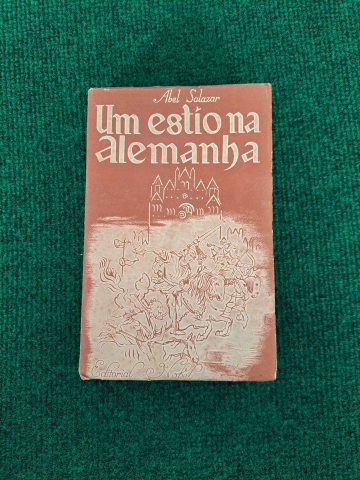 Abel Salazar
Um estio na
alemanha
Editorial